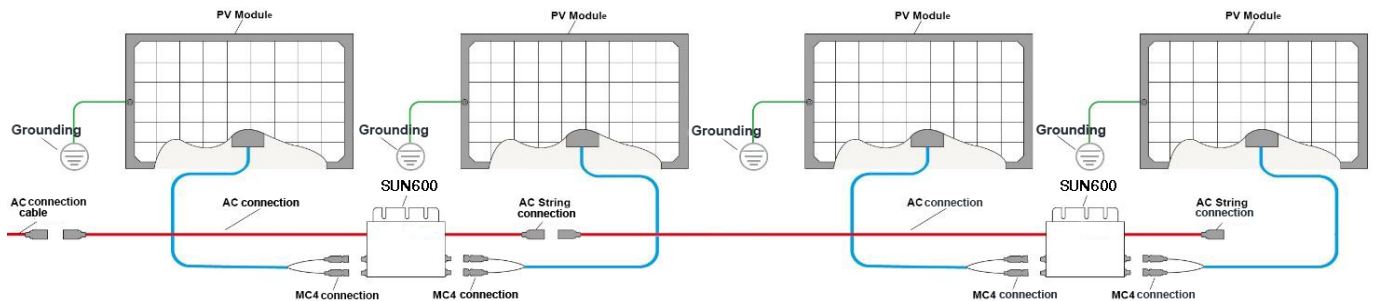 PV Module
PV Module
PV Module
PV Module
Grounding
Grounding
Grounding
Grounding
SUN600
SUN600
AC connection
cable
AC connection
AC String
connection
AC connection
AC String
connection
MC4 connection
MC4 connection
MC4 connection
MC4 connection